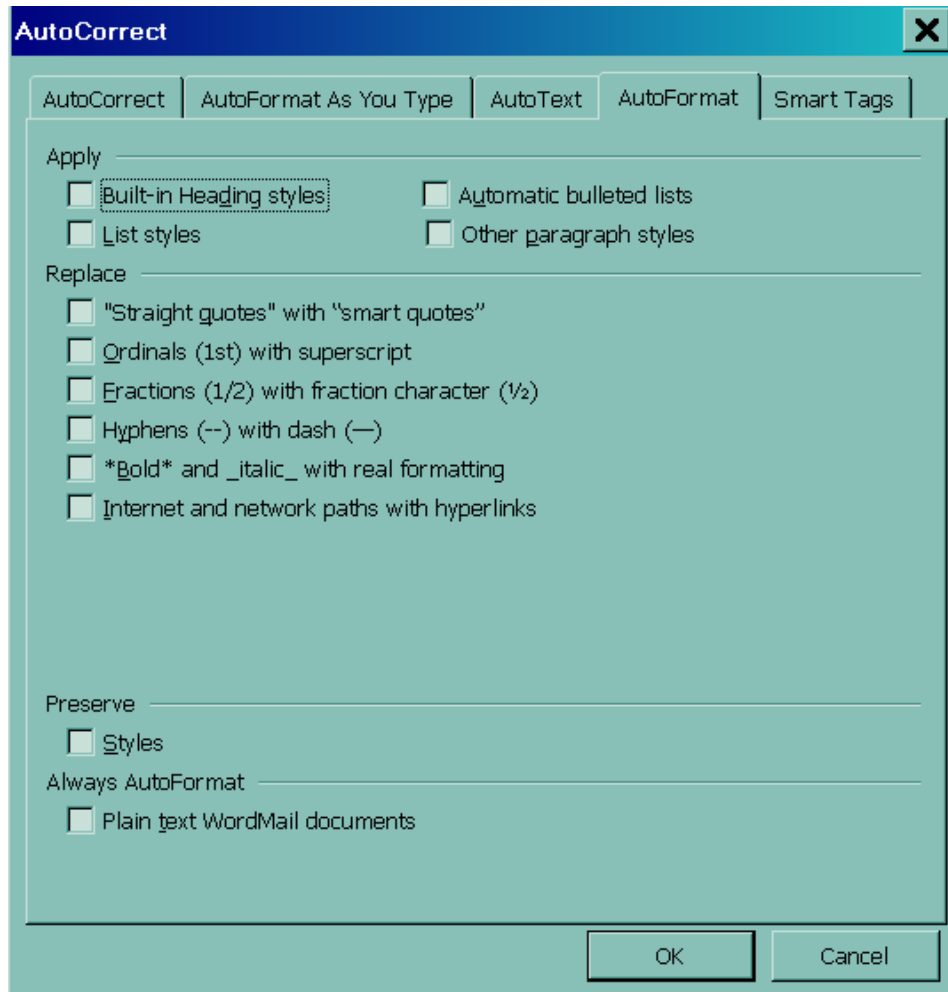 AutoCorrect
AutoCorrect AutoFormat As You Type AutoText AutoFormat Smart Tags
Apply
Built-in Heading styles Automatic bulleted lists
List styles Other paragraph styles
Replace
"Straight quotes" with “smart quotes”
Ordinals (1st) with superscript
Fractions (1/2) with fraction character (½)
Hyphens (--) with dash (—)
*Bold* and _italic_ with real formatting
Internet and network paths with hyperlinks
Preserve
Styles
Always AutoFormat
Plain text WordMail documents
OK Cancel